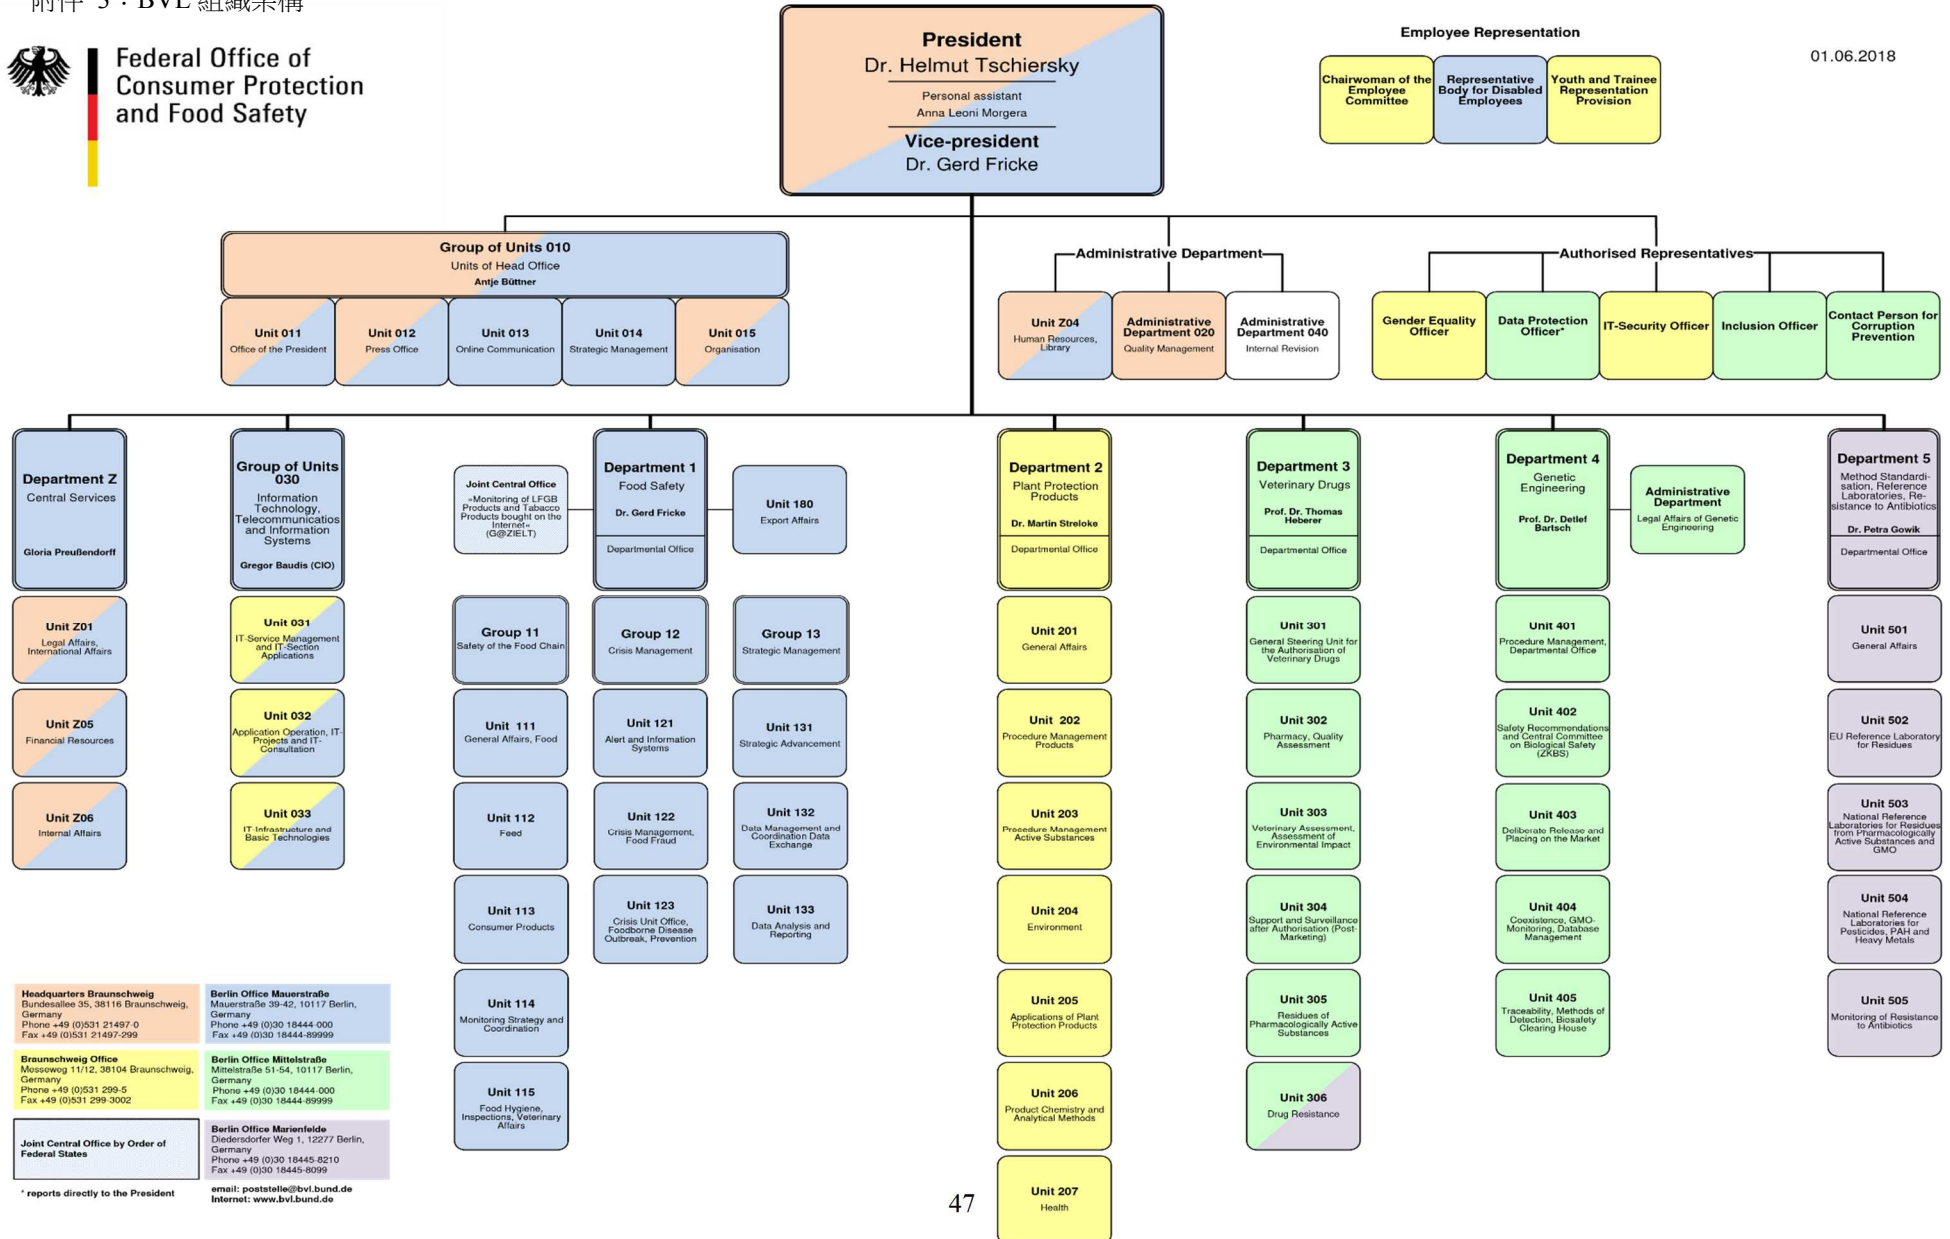 附件 3：BVL 組織架構
Federal Office of
Consumer Protection
and Food Safety
President
Dr. Helmut Tschiersky
Personal assistant
Anna Leoni Morgera
Vice-president
Dr. Gerd Fricke
Employee Representation
Chairwoman of the
Employee
Committee
Representative
Body for Disabled
Employees
Youth and Trainee
Representation
Provision
01.06.2018
Group of Units 010
Units of Head Office
Antje Büttner
Unit 011
Office of the President
Unit 012
Press Office
Unit 013
Online Communication
Unit 014
Strategic Management
Unit 015
Organisation
Administrative Department
Unit Z04
Human Resources,
Library
Administrative
Department 020
Quality Management
Administrative
Department 040
Internal Revision
Authorised Representatives
Gender Equality
Officer
Data Protection
Officer*
IT-Security Officer
Inclusion Officer
Contact Person for
Corruption
Prevention
Department Z
Central Services
Gloria Preußendorff
Unit Z01
Legal Affairs,
International Affairs
Unit Z05
Financial Resources
Unit Z06
Internal Affairs
Group of Units
030
Information
Technology,
Telecommunicatios
and Information
Systems
Gregor Baudis (CIO)
Unit 031
IT-Service Management
and IT-Section
Applications
Unit 032
Application Operation, IT-
Projects and IT-
Consultation
Unit 033
IT-Infrastructure and
Basic Technologies
Joint Central Office
»Monitoring of LFGB
Products and Tabacco
Products bought on the
Internet«
(G@ZIELT)
Department 1
Food Safety
Dr. Gerd Fricke
Departmental Office
Unit 180
Export Affairs
Group 11
Safety of the Food Chain
Unit 111
General Affairs, Food
Unit 112
Feed
Unit 113
Consumer Products
Unit 114
Monitoring Strategy and
Coordination
Unit 115
Food Hygiene,
Inspections, Veterinary
Affairs
Group 12
Crisis Management
Unit 121
Alert and Information
Systems
Unit 122
Crisis Management,
Food Fraud
Unit 123
Crisis Unit Office,
Foodborne Disease
Outbreak, Prevention
Group 13
Strategic Management
Unit 131
Strategic Advancement
Unit 132
Data Management and
Coordination Data
Exchange
Unit 133
Data Analysis and
Reporting
Department 2
Plant Protection
Products
Dr. Martin Streloke
Departmental Office
Unit 201
General Affairs
Unit 202
Procedure Management
Products
Unit 203
Procedure Management
Active Substances
Unit 204
Environment
Unit 205
Applications of Plant
Protection Products
Unit 206
Product Chemistry and
Analytical Methods
Unit 207
Health
Department 3
Veterinary Drugs
Prof. Dr. Thomas
Heberer
Departmental Office
Unit 301
General Steering Unit for
the Authorisation of
Veterinary Drugs
Unit 302
Pharmacy, Quality
Assessment
Unit 303
Veterinary Assessment,
Assessment of
Environmental Impact
Unit 304
Support and Surveillance
after Authorisation (Post-
Marketing)
Unit 305
Residues of
Pharmacologically Active
Substances
Unit 306
Drug Resistance
Department 4
Genetic
Engineering
Prof. Dr. Detlef
Bartsch
Administrative
Department
Legal Affairs of Genetic
Engineering
Unit 401
Procedure Management,
Departmental Office
Unit 402
Safety Recommendations
and Central Committee
on Biological Safety
(ZKBS)
Unit 403
Deliberate Release and
Placing on the Market
Unit 404
Coexistence, GMO-
Monitoring, Database
Management
Unit 405
Traceability, Methods of
Detection, Biosafety
Clearing House
Department 5
Method Standardi-
sation, Reference
Laboratories, Re-
sistance to Antibiotics
Dr. Petra Gowik
Departmental Office
Unit 501
General Affairs
Unit 502
EU Reference Laboratory
for Residues
Unit 503
National Reference
Laboratories for Residues
from Pharmacologically
Active Substances and
GMO
Unit 504
National Reference
Laboratories for
Pesticides, PAH and
Heavy Metals
Unit 505
Monitoring of Resistance
to Antibiotics
Headquarters Braunschweig
Bundesallee 35, 38116 Braunschweig,
Germany
Phone +49 (0)531 21497-0
Fax +49 (0)531 21497-299
Berlin Office Mauerstraße
Mauerstraße 39-42, 10117 Berlin,
Germany
Phone +49 (0)30 18444-000
Fax +49 (0)30 18444-89999
Braunschweig Office
Messeweg 11/12, 38104 Braunschweig,
Germany
Phone +49 (0)531 299-5
Fax +49 (0)531 299-3002
Berlin Office Mittelstraße
Mittelstraße 51-54, 10117 Berlin,
Germany
Phone +49 (0)30 18444-000
Fax +49 (0)30 18444-89999
Joint Central Office by Order of
Federal States
Berlin Office Marienfelde
Diedersdorfer Weg 1, 12277 Berlin,
Germany
Phone +49 (0)30 18445-8210
Fax +49 (0)30 18445-8099
* reports directly to the President
email: poststelle@bvl.bund.de
Internet: www.bvl.bund.de
47